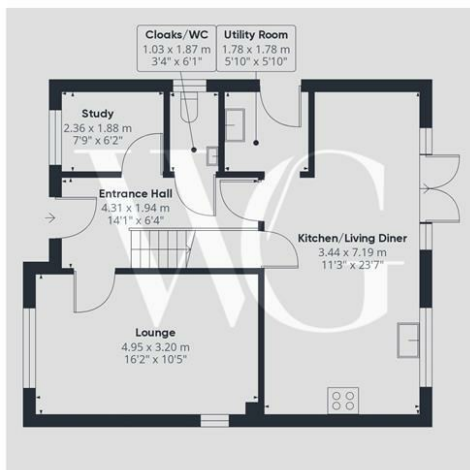 Cloaks/WC
1.03 x 1.87 m
3'4" x 6'1"
Utility Room
1.78 x 1.78 m
5'10" x 5'10"
Study
2.36 x 1.88 m
7'9" x 6'2"
Entrance Hall
4.31 x 1.94 m
14'1" x 6'4"
Kitchen/Living Diner
3.44 x 7.19 m
11'3" x 23'7"
Lounge
4.95 x 3.20 m
16'2" x 10'5"
WG